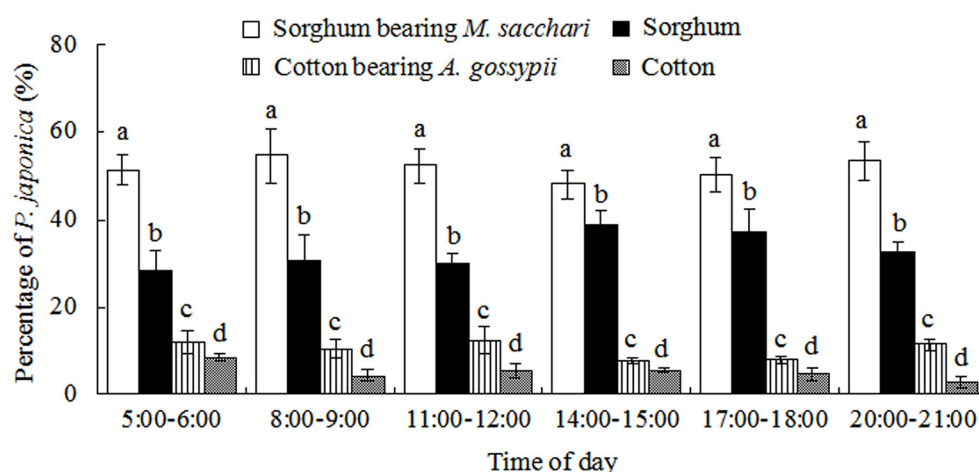 Sorghum bearing M. sacchari Sorghum
Cotton bearing A. gossypii Cotton
Percentage of P. japonica (%)
80
60
40
20
0
a b c d a b c d a b c d a b c d a b c d a b c d
5:00-6:00 8:00-9:00 11:00-12:00 14:00-15:00 17:00-18:00 20:00-21:00
Time of day